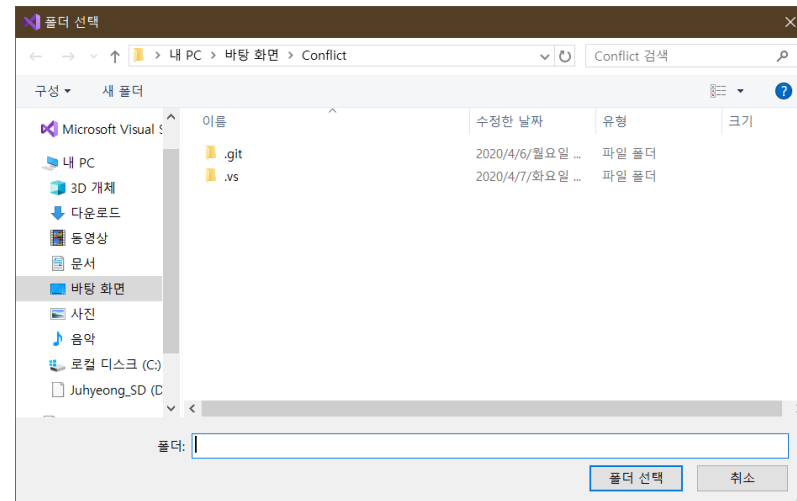 폴더 선택
내 PC > 바탕 화면 > Conflict
Conflict 검색
구성
새 폴더
이름
수정한 날짜
유형
크기
Microsoft Visual S
내 PC
3D 개체
다운로드
동영상
문서
바탕 화면
사진
음악
로컬 디스크 (C:)
Juhyeong_SD (D
.git
2020/4/6/월요일 ...
파일 폴더
.vs
2020/4/7/화요일 ...
파일 폴더
폴더:
폴더 선택
취소